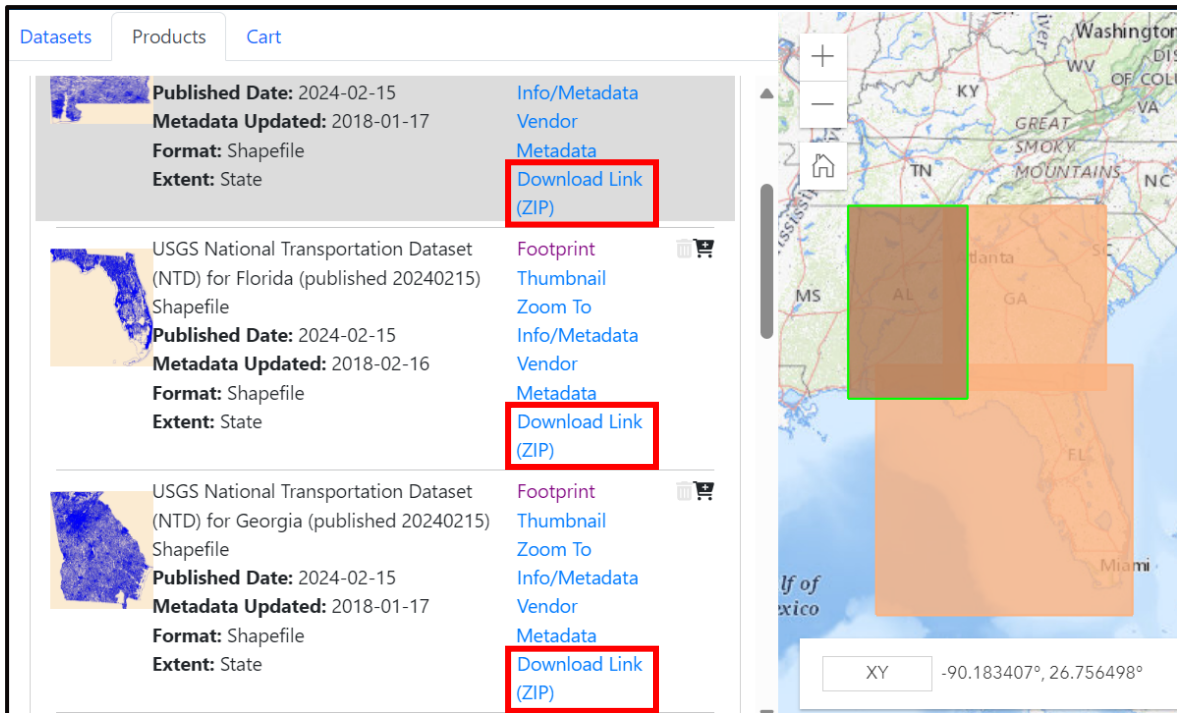 Datasets
Products
Cart
Published Date: 2024-02-15
Metadata Updated: 2018-01-17
Format: Shapefile
Extent: State
Info/Metadata
Vendor
Metadata
Download Link
(ZIP)
USGS National Transportation Dataset
(NTD) for Florida (published 20240215)
Shapefile
Published Date: 2024-02-15
Metadata Updated: 2018-02-16
Format: Shapefile
Extent: State
Footprint
Thumbnail
Zoom To
Info/Metadata
Vendor
Metadata
Download Link
(ZIP)
USGS National Transportation Dataset
(NTD) for Georgia (published 20240215)
Shapefile
Published Date: 2024-02-15
Metadata Updated: 2018-01-17
Format: Shapefile
Extent: State
Footprint
Thumbnail
Zoom To
Info/Metadata
Vendor
Metadata
Download Link
(ZIP)
Washington
WV
KY
VA
GREAT
SMOKY
MOUNTAINS
TN
NC
SC
Atlanta
MS
AL
GA
FL
Miami
lf of
exico
XY
-90.183407º, 26.756498º